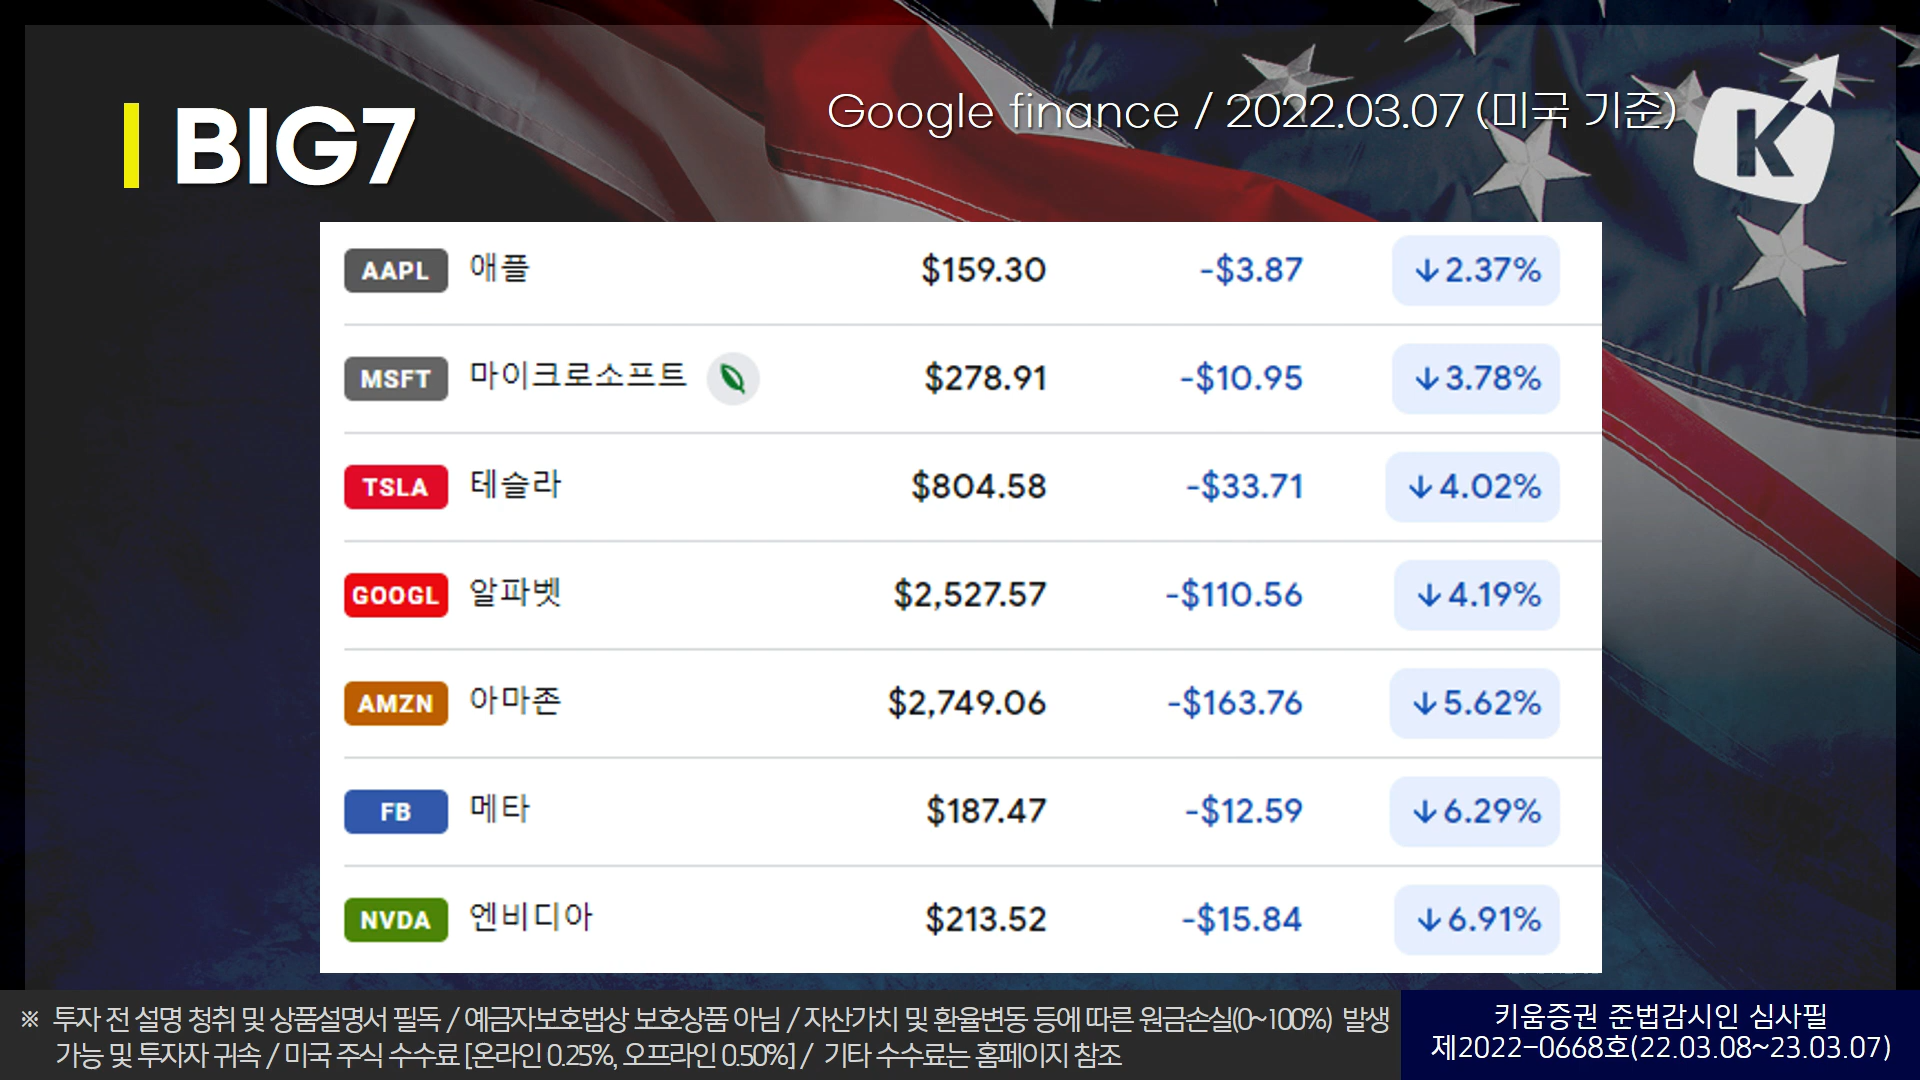 BIG7
Google finance / 2022.03.07 (미국 기준)
K
AAPL 애플 $159.30 -$3.87 ↓2.37%
MSFT 마이크로소프트 $278.91 -$10.95 ↓3.78%
TSLA 테슬라 $804.58 -$33.71 ↓4.02%
GOOGL 알파벳 $2,527.57 -$110.56 ↓4.19%
AMZN 아마존 $2,749.06 -$163.76 ↓5.62%
FB 메타 $187.47 -$12.59 ↓6.29%
NVDA 엔비디아 $213.52 -$15.84 ↓6.91%
※ 투자 전 설명 청취 및 상품설명서 필독 / 예금자보호법상 보호상품 아님 / 자산가치 및 환율변동 등에 따른 원금손실(0~100%) 발생
가능 및 투자자 귀속 / 미국 주식 수수료 [온라인 0.25%, 오프라인 0.50%] / 기타 수수료는 홈페이지 참조
키움증권 준법감시인 심사필
제2022-0668호(22.03.08~23.03.07)